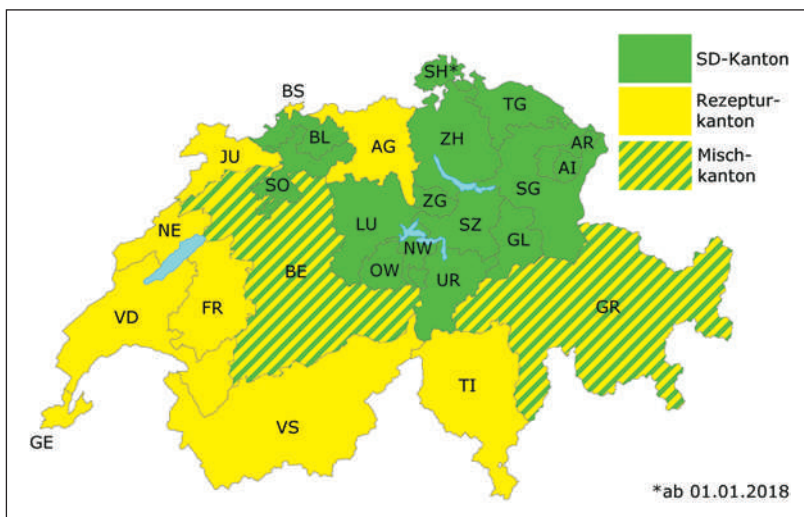 SH*
SD-Kanton
BS
TG
Rezeptur-
kanton
BL
ZH
AR
AG
JU
AI
Misch-
kanton
SO
SG
ZG
NE
LU
SZ
NW
GL
BE
OW
UR
FR
GR
VD
TI
VS
GE
*ab 01.01.2018